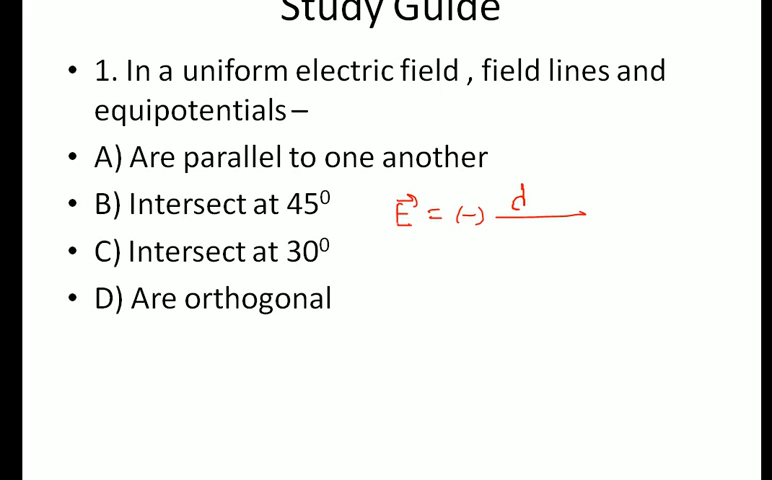 Study Guide
• 1. In a uniform electric field , field lines and
equipotentials –
• A) Are parallel to one another
• B) Intersect at 45⁰
• C) Intersect at 30⁰
• D) Are orthogonal
E⃗ = (-) d